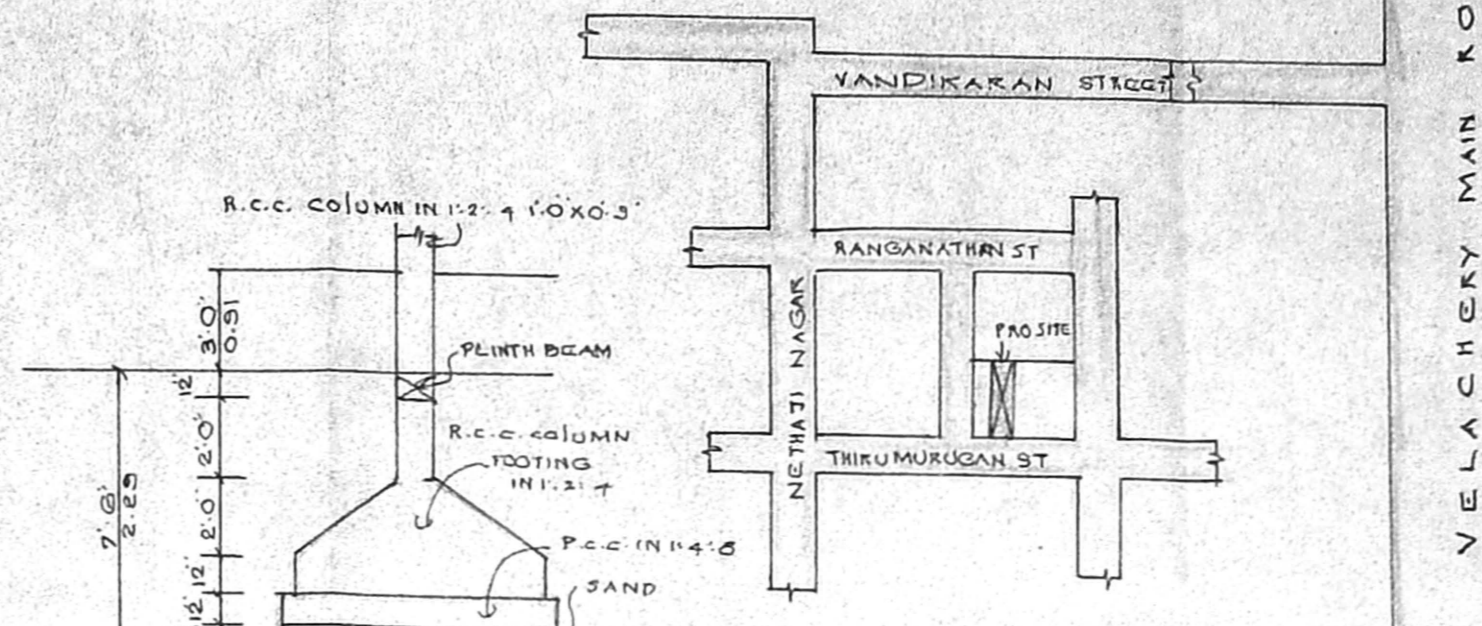 VANDIKARAN STREET
VELACHERY MAIN RO
R.C.C. COLUMN IN 1:2:4 1'.0"X0'.9"
RANGANATHAN ST
NETHAJI NAGAR
PRO SITE
3'.0"
0.91
PLINTH BEAM
12"
R.C.C. COLUMN
FOOTING
IN 1:2:4
2'.0"
THIRUMURUGAN ST
7'.6"
2.29
2'.0"
P.C.C. IN 1:4:8
12"
SAND
12"